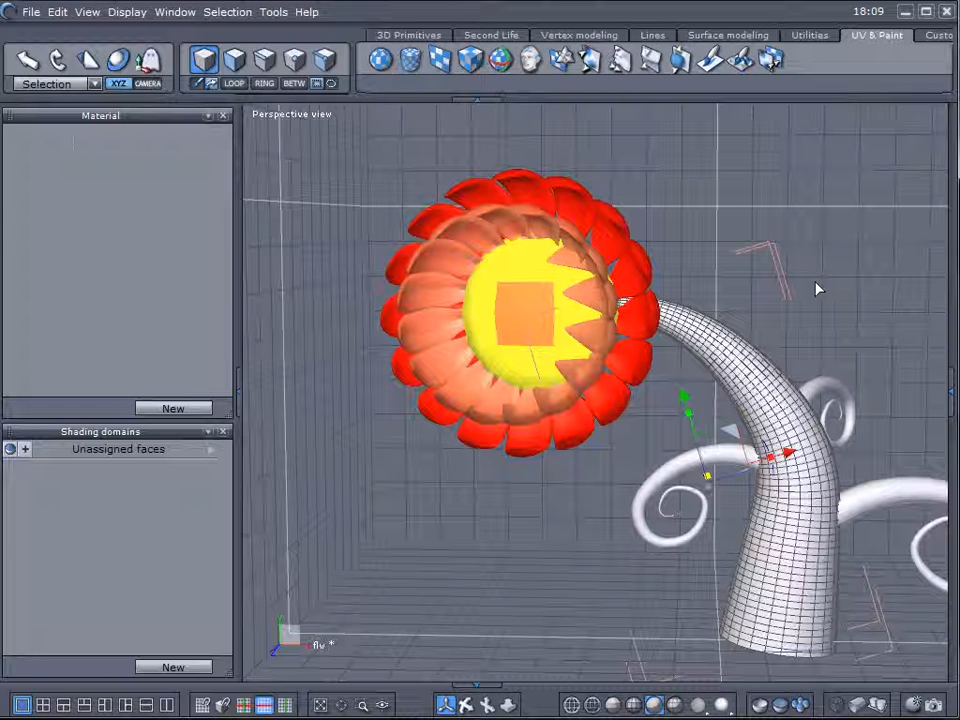 File Edit View Display Window Selection Tools Help
18:09
3D Primitives Second Life Vertex modeling Lines Surface modeling Utilities UV & Paint Custo
LOOP RING BETW
Selection XYZ CAMERA
Material
Perspective view
New
Shading domains
Unassigned faces
New